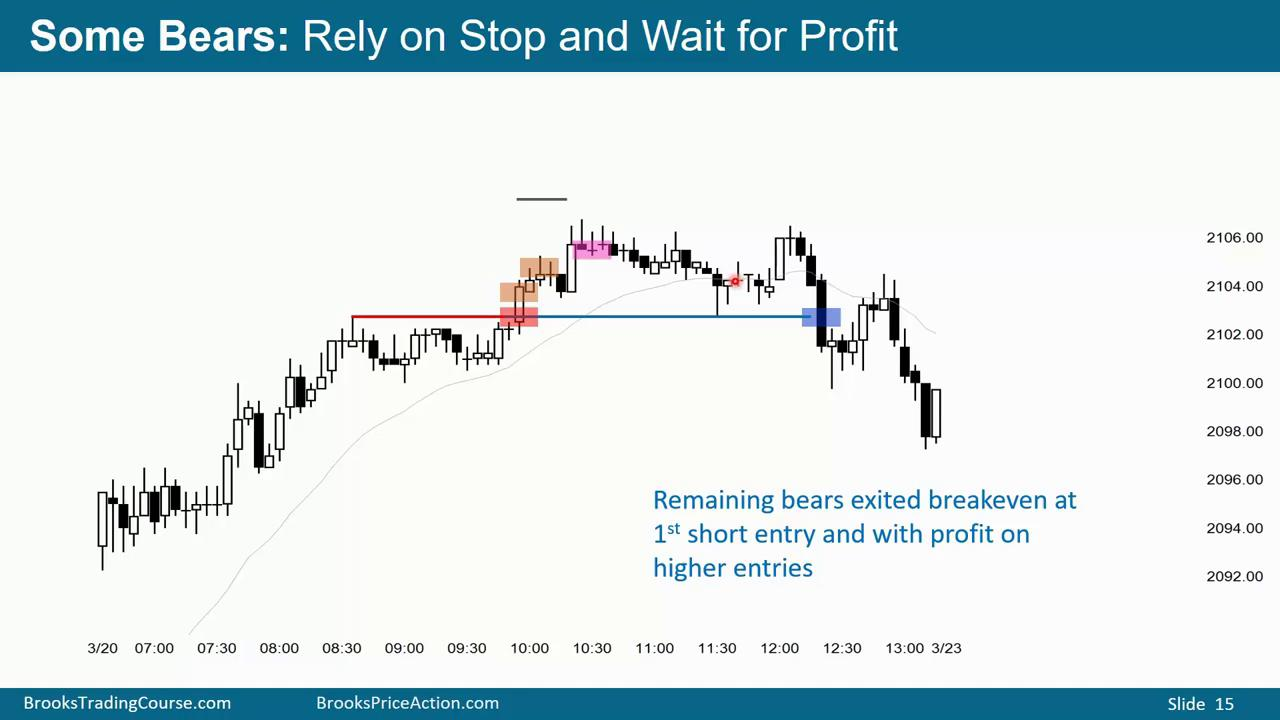 Some Bears: Rely on Stop and Wait for Profit
2106.00
2104.00
2102.00
2100.00
2098.00
2096.00
2094.00
2092.00
Remaining bears exited breakeven at
1st short entry and with profit on
higher entries
3/20 07:00 07:30 08:00 08:30 09:00 09:30 10:00 10:30 11:00 11:30 12:00 12:30 13:00 3/23
BrooksTradingCourse.com BrooksPriceAction.com Slide 15